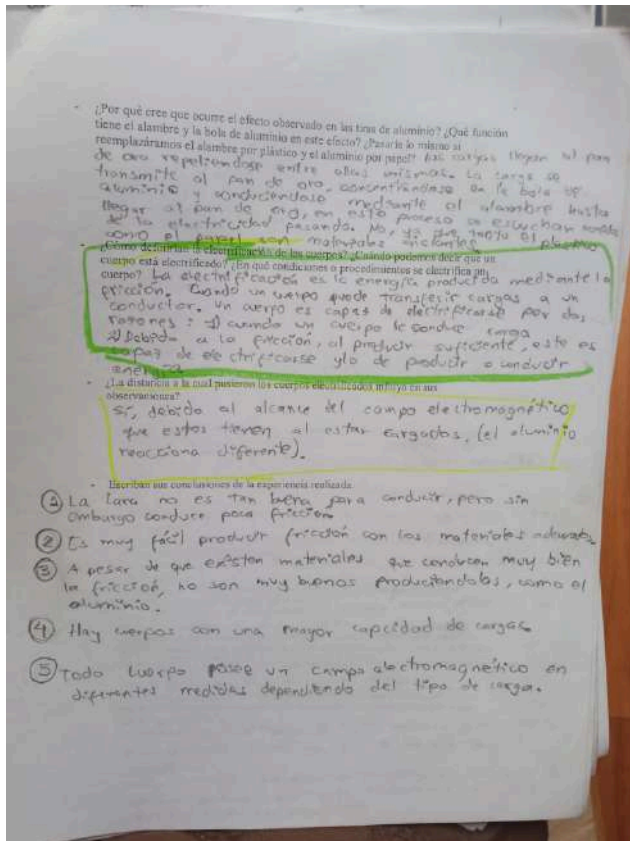 ¿Por qué cree que ocurre el efecto observado en las tiras de aluminio? ¿Qué función
tiene el alambre y la bola de aluminio en este efecto? ¿Pasaría lo mismo si
reemplazáramos el alambre por plástico y el aluminio por papel? Las cargas llegan al pan
de oro repeliendose entre ellas mismas. La carga se
transmite al pan de oro, concentrándose en la bola de
aluminio y conduciéndose mediante el alambre hasta
llegar al pan de oro, en este proceso se escuchan
de la electricidad pasando. No, ya que tanto el plástico
como el papel son materiales aislantes
¿Cómo definirían la electrificación de los cuerpos? ¿Cuándo podemos decir que un
cuerpo está electrificado? ¿En qué condiciones o procedimientos se electrifica un
cuerpo? La electrificación es la energía producida mediante la
fricción. Cuando un cuerpo puede transferir cargas a un
conductor. Un cuerpo es capas de electrificarse por dos
razones: 1) cuando un cuerpo le conduce carga
2) Debido a la fricción, al producir suficiente, este es
capaz de electrificarse y/o de producir o conducir
energía
¿La distancia a la cual pusieron los cuerpos electrificados influyó en sus
observaciones?
Sí, debido al alcance del campo electromagnético
que estos tienen al estar cargados, (el aluminio
reacciona diferente).
Escriban sus conclusiones de la experiencia realizada
① La lana no es tan buena para conducir, pero sin
embargo conduce poca fricción
② Es muy fácil producir fricción con los materiales adecuados
③ A pesar de que existen materiales que conducen muy bien
la fricción, no son muy buenos produciéndolos, como el
aluminio.
④ Hay cuerpos con una mayor capcidad de cargas
⑤ Todo cuerpo posee un campo electromagnético en
diferentes medidas dependiendo del tipo de carga.